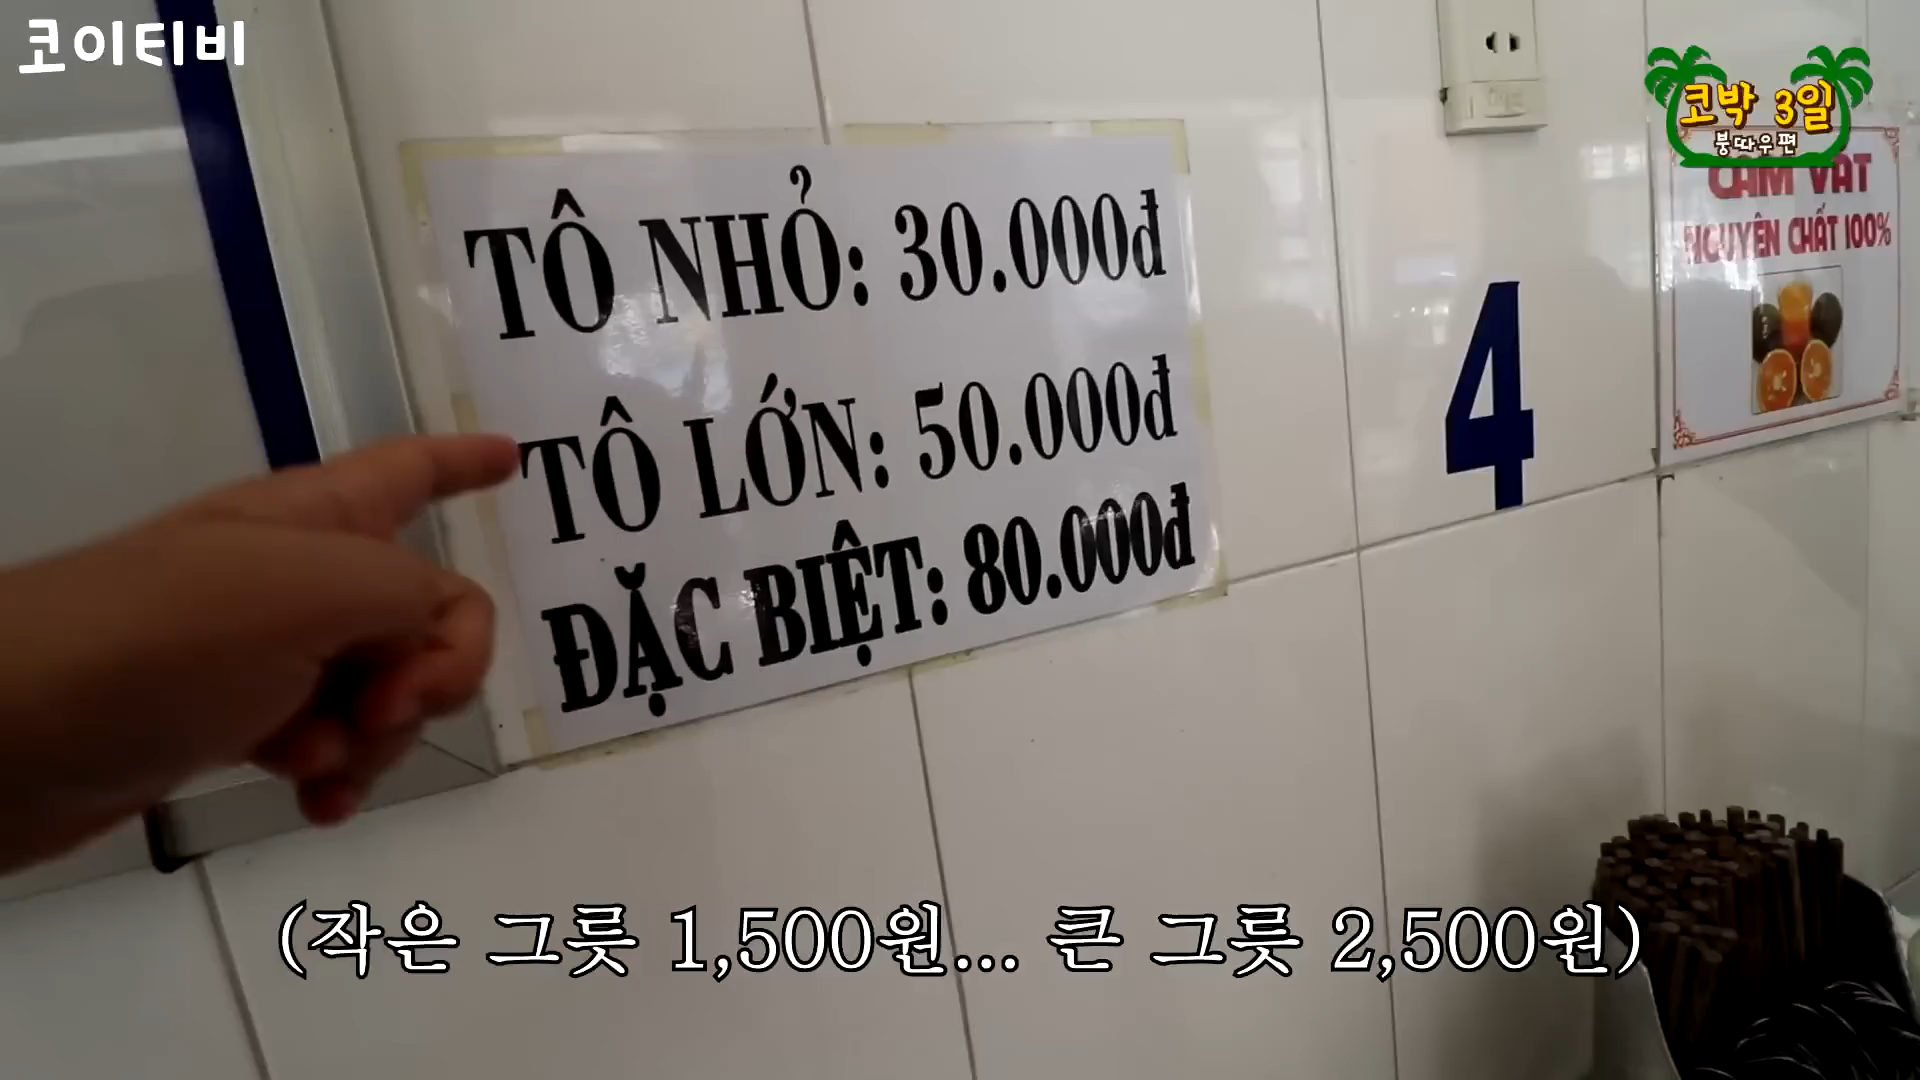 코이티비
코박 3일
붕따우편
TÔ NHỎ: 30.000đ
TÔ LỚN: 50.000đ
ĐẶC BIỆT: 80.000đ
4
CAM VẮT
NGUYÊN CHẤT 100%
(작은 그릇 1,500원... 큰 그릇 2,500원)